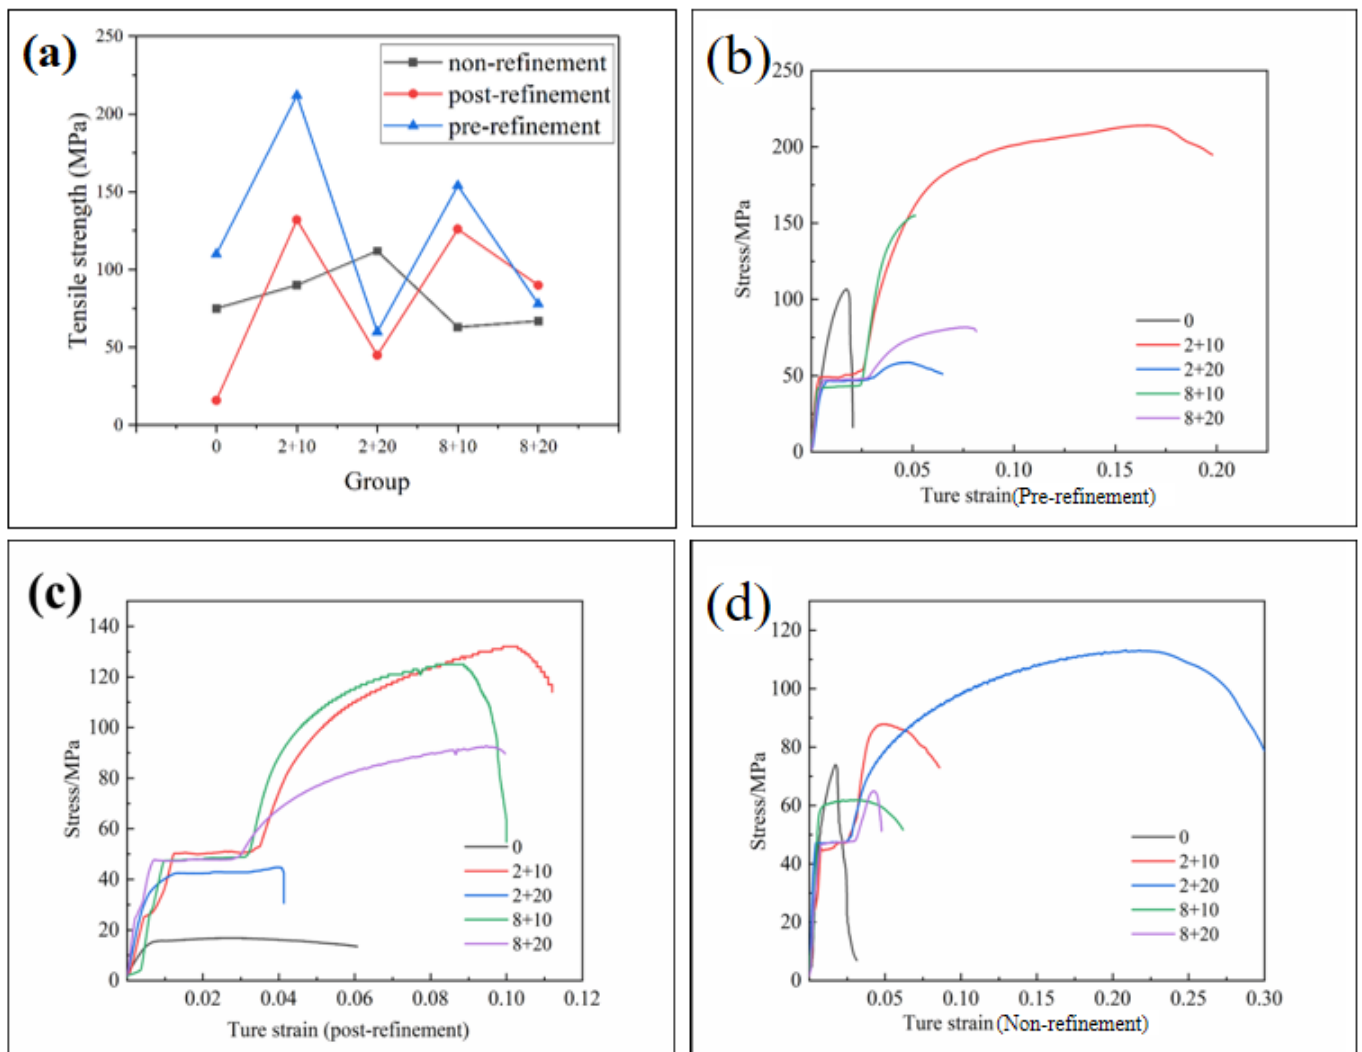 (a)
250
200
150
100
50
0
Tensile strength (MPa)
non-refinement
post-refinement
pre-refinement
0 2+10 2+20 8+10 8+20
Group
(b)
250
200
150
100
50
0
Stress/MPa
0
2+10
2+20
8+10
8+20
0.05 0.10 0.15 0.20
Ture strain(Pre-refinement)
(c)
140
120
100
80
60
40
20
0
Stress/MPa
0
2+10
2+20
8+10
8+20
0.02 0.04 0.06 0.08 0.10 0.12
Ture strain (post-refinement)
(d)
120
100
80
60
40
20
0
Stress/MPa
0
2+10
2+20
8+10
8+20
0.05 0.10 0.15 0.20 0.25 0.30
Ture strain(Non-refinement)